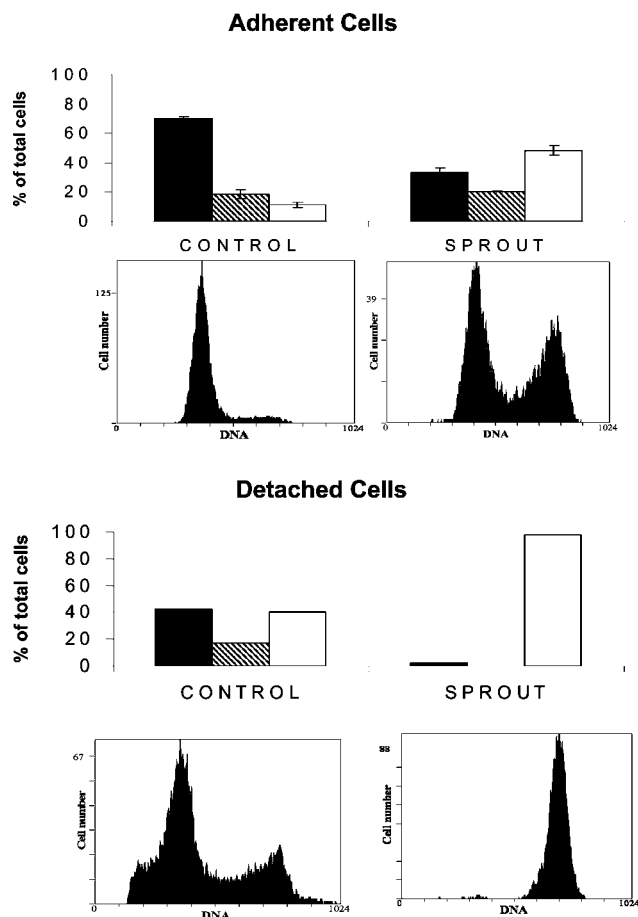 Adherent Cells
% of total cells
100
80
60
40
20
0
CONTROL
SPROUT
125
Cell number
0
DNA
1024
39
Cell number
0
DNA
1024
Detached Cells
% of total cells
100
80
60
40
20
0
CONTROL
SPROUT
67
Cell number
0
DNA
1024
88
Cell number
0
DNA
1024